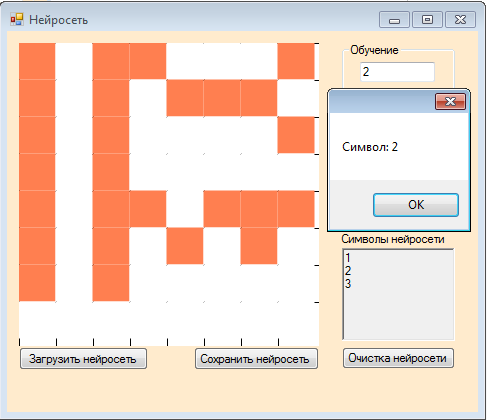 Нейросеть
Обучение
2
Символ: 2
OK
Символы нейросети
1
2
3
Загрузить нейросеть
Сохранить нейросеть
Очистка нейросети